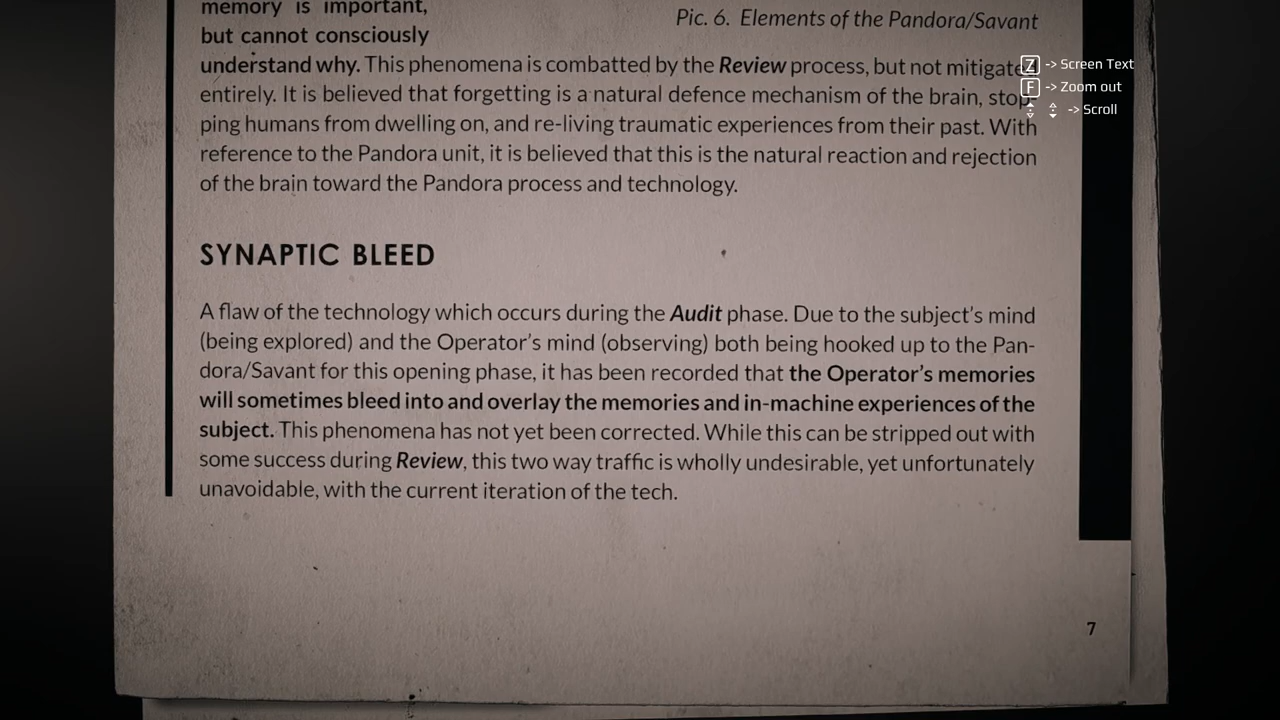 memory is important,
but cannot consciously
Pic. 6. Elements of the Pandora/Savant
understand why. This phenomena is combatted by the Review process, but not mitigated
entirely. It is believed that forgetting is a natural defence mechanism of the brain, stop-
ping humans from dwelling on, and re-living traumatic experiences from their past. With
reference to the Pandora unit, it is believed that this is the natural reaction and rejection
of the brain toward the Pandora process and technology.
Z -> Screen Text
F -> Zoom out
-> Scroll
SYNAPTIC BLEED
A flaw of the technology which occurs during the Audit phase. Due to the subject's mind
(being explored) and the Operator's mind (observing) both being hooked up to the Pan-
dora/Savant for this opening phase, it has been recorded that the Operator's memories
will sometimes bleed into and overlay the memories and in-machine experiences of the
subject. This phenomena has not yet been corrected. While this can be stripped out with
some success during Review, this two way traffic is wholly undesirable, yet unfortunately
unavoidable, with the current iteration of the tech.
7